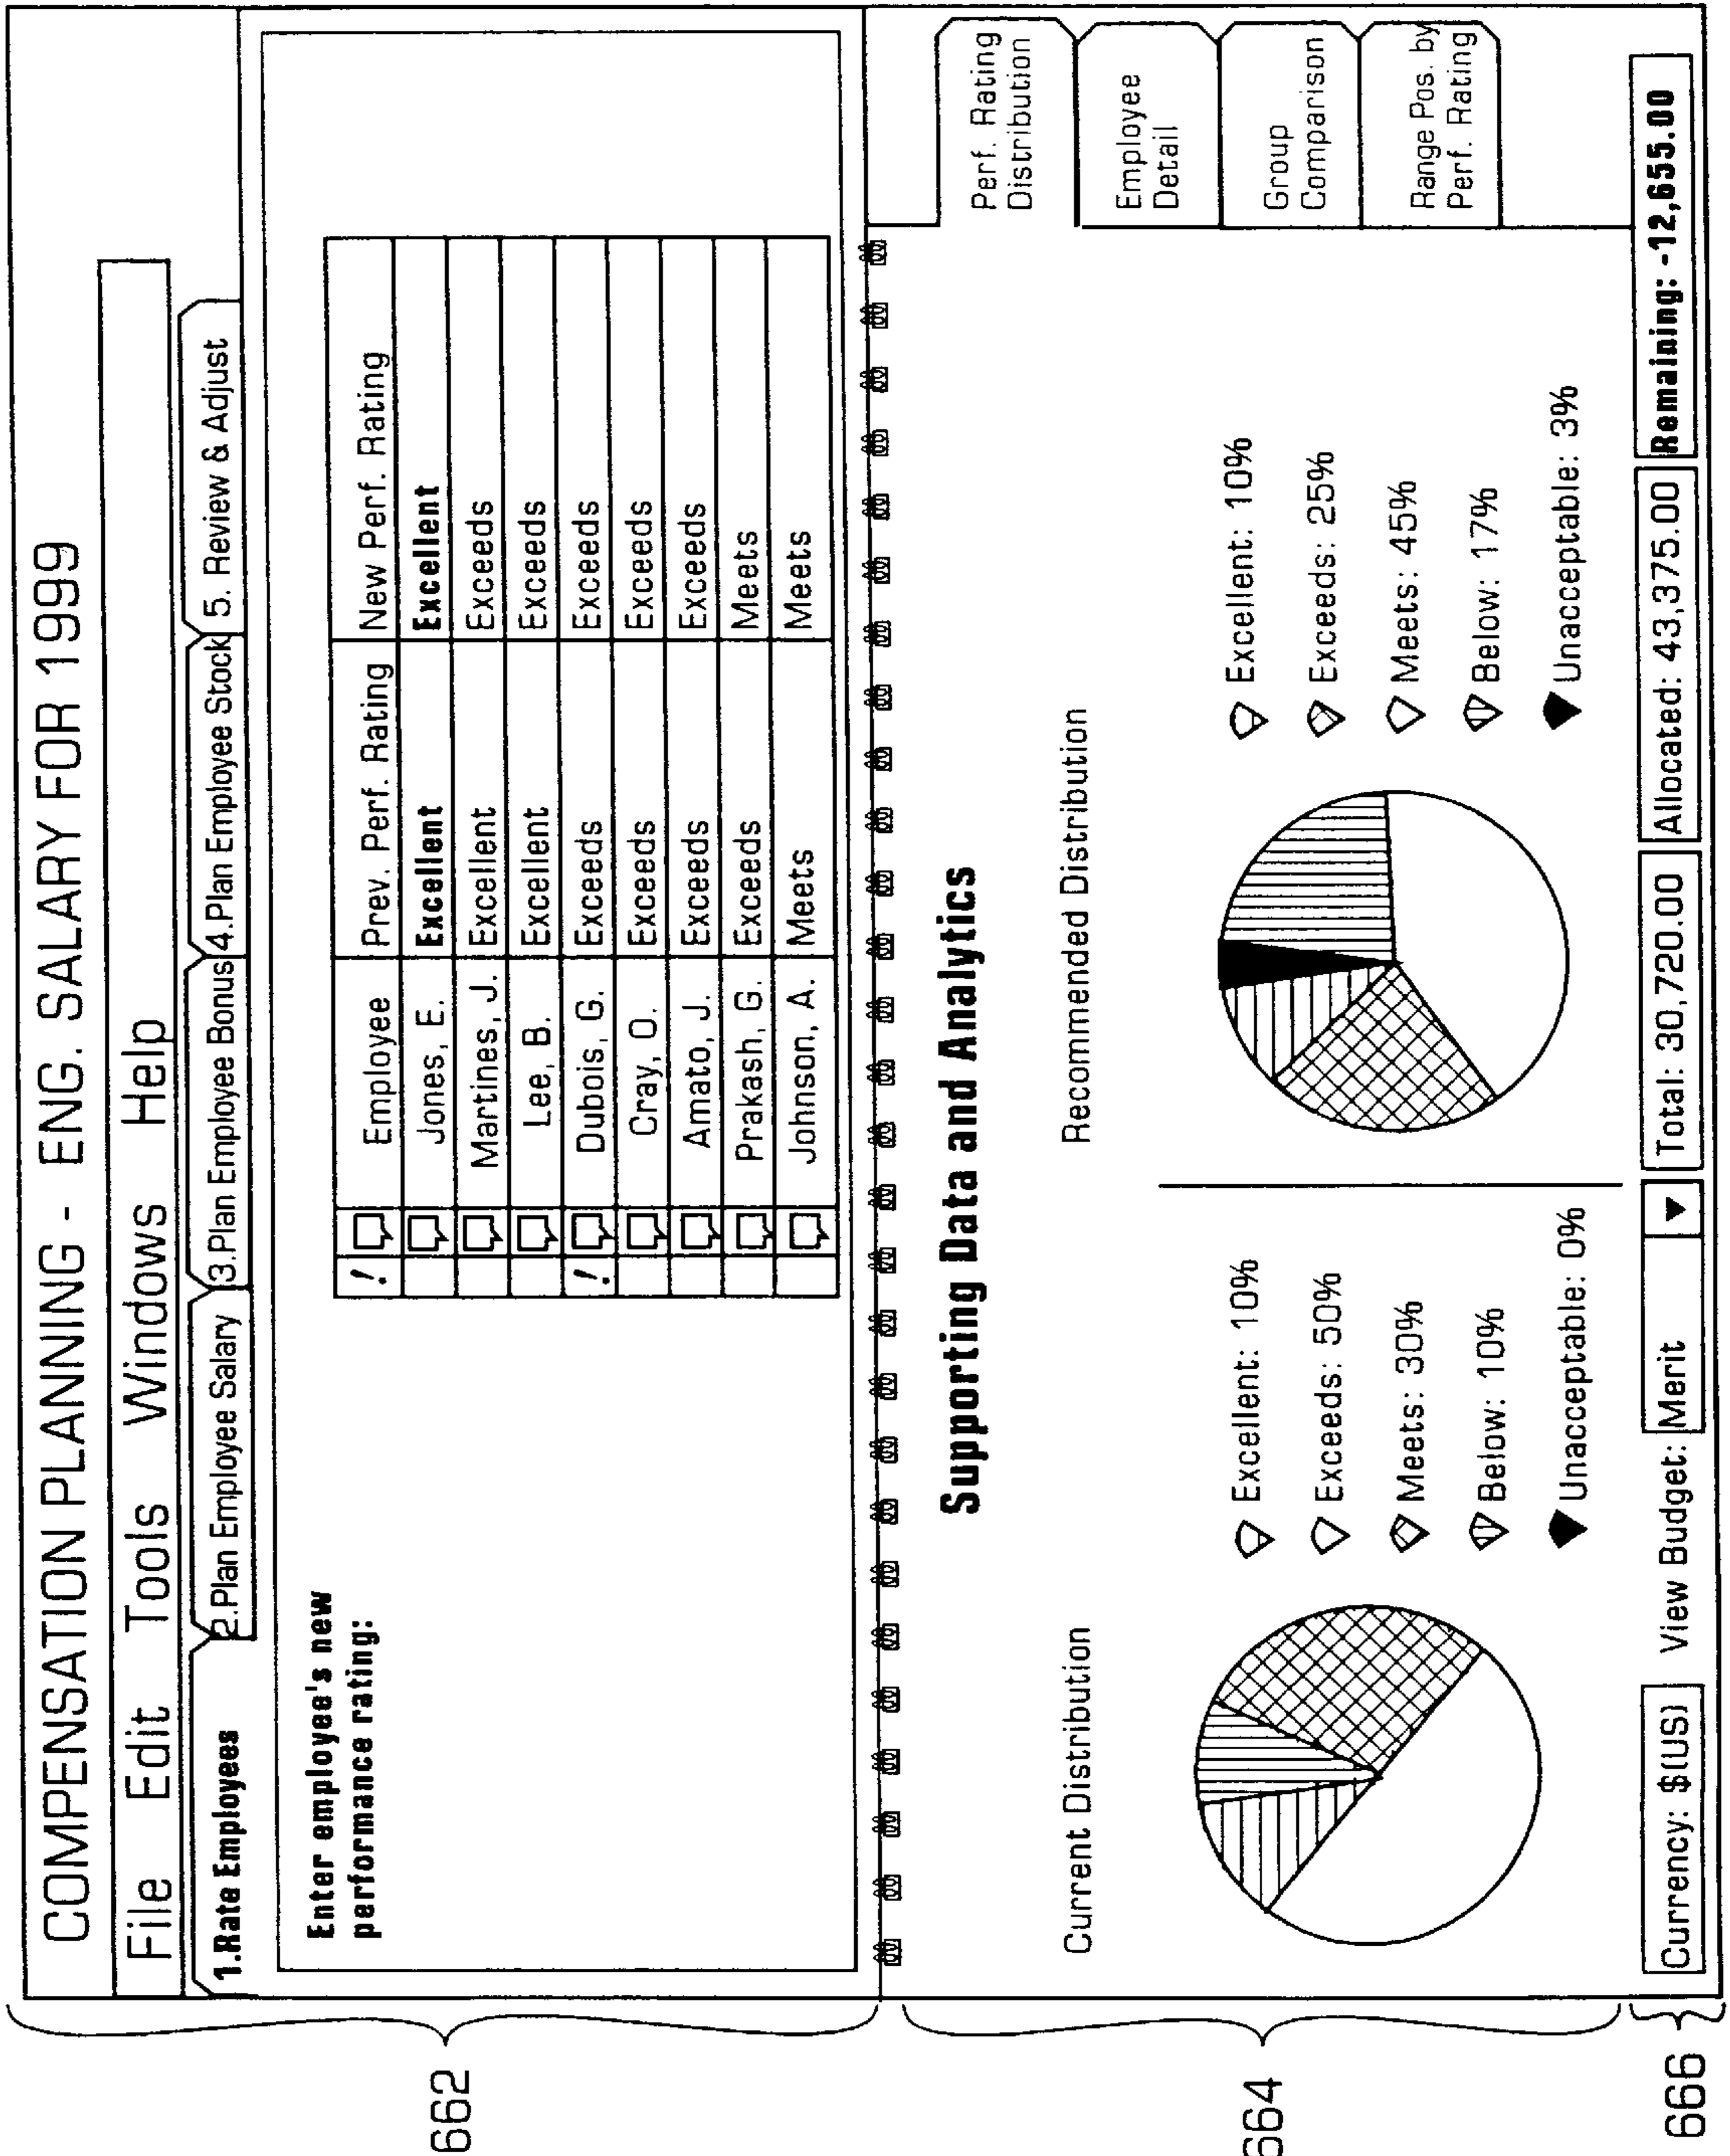 COMPENSATION PLANNING - ENG. SALARY FOR 1999
File Edit Tools Windows Help
1.Rate Employees 2.Plan Employee Salary 3.Plan Employee Bonus 4.Plan Employee Stock 5. Review & Adjust
Enter employee's new
performance rating:
! Employee Prev. Perf. Rating New Perf. Rating
Jones, E. Excellent Excellent
Martines, J. Excellent Exceeds
Lee, B. Excellent Exceeds
! Dubois, G. Exceeds Exceeds
Cray, O. Exceeds Exceeds
Amato, J. Exceeds Exceeds
Prakash, G. Exceeds Meets
Johnson, A. Meets Meets
662
Supporting Data and Analytics
Perf. Rating
Distribution
Employee
Detail
Group
Comparison
Range Pos. by
Perf. Rating
Current Distribution
Excellent: 10%
Exceeds: 50%
Meets: 30%
Below: 10%
Unacceptable: 0%
Recommended Distribution
Excellent: 10%
Exceeds: 25%
Meets: 45%
Below: 17%
Unacceptable: 3%
664
Currency: $(US) View Budget: Merit Total: 30,720.00 Allocated: 43,375.00 Remaining: -12,655.00
666